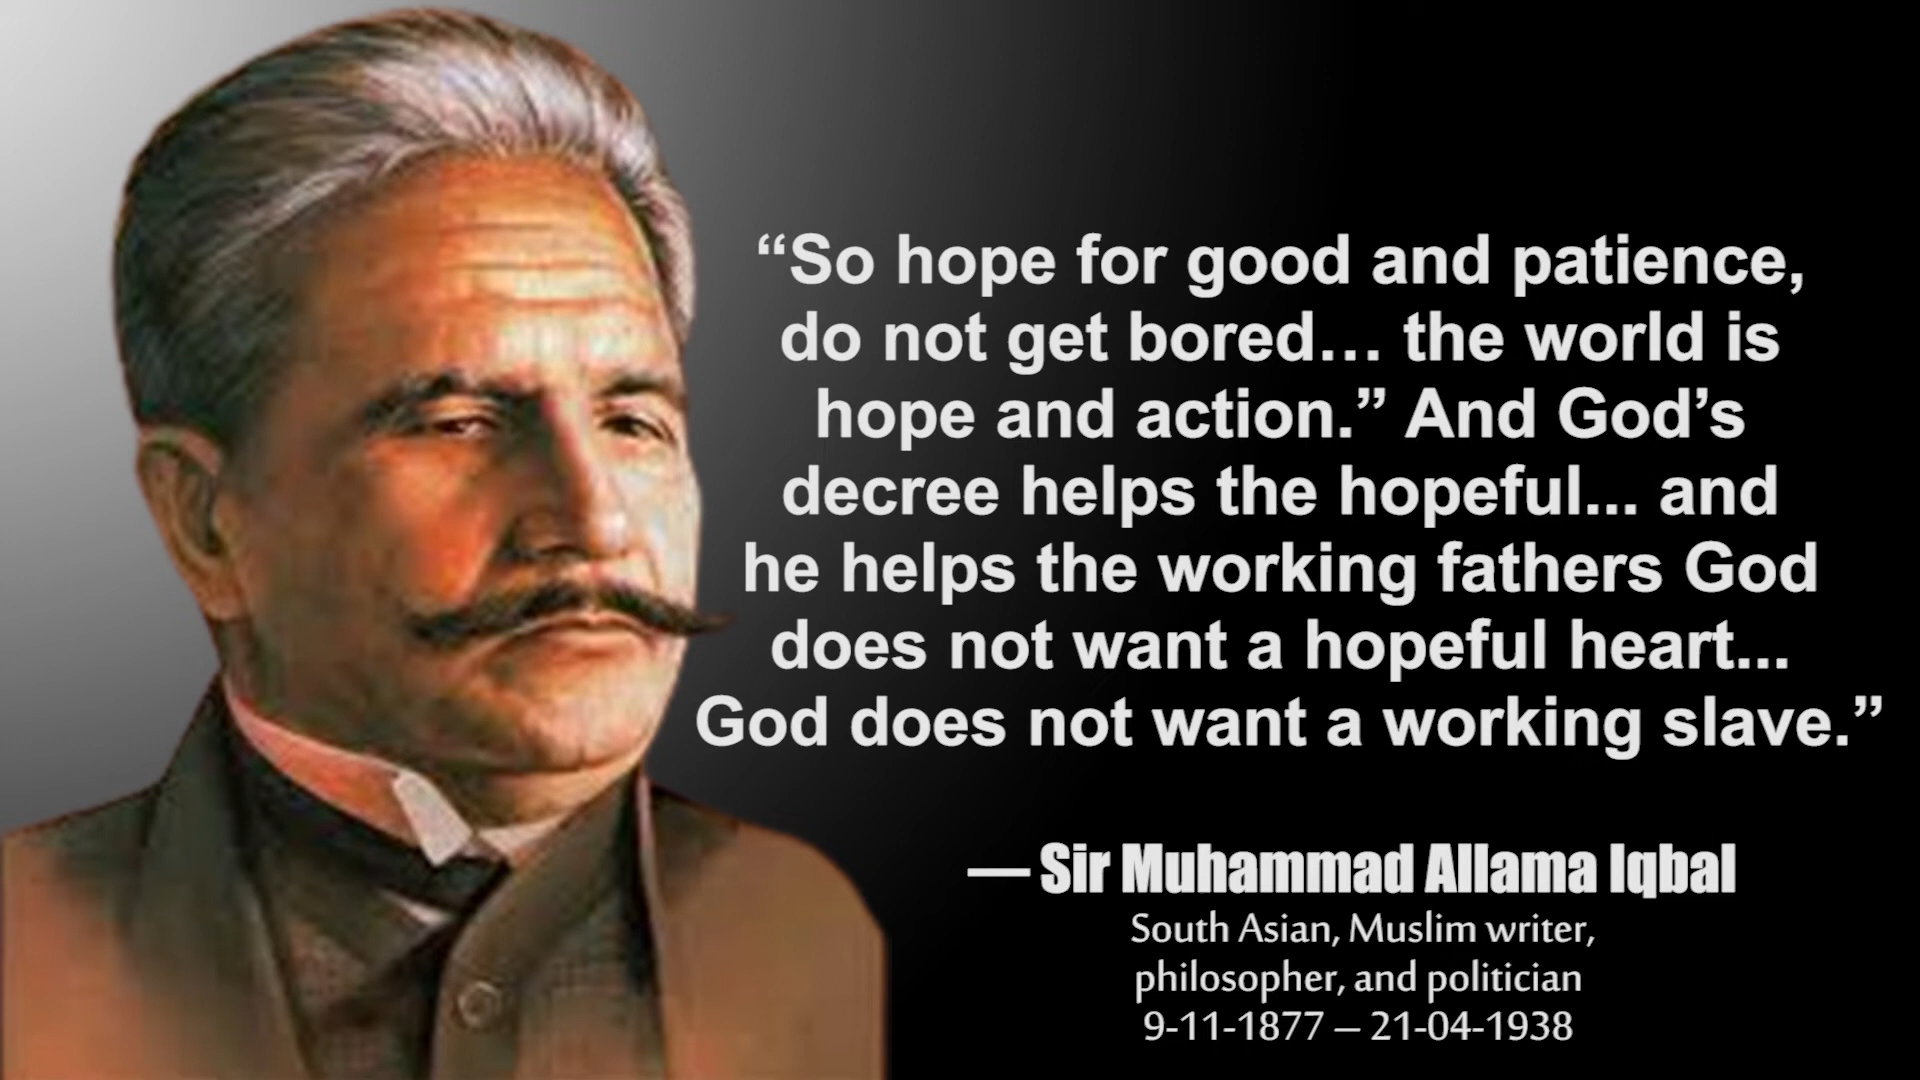 “So hope for good and patience,
do not get bored… the world is
hope and action.” And God’s
decree helps the hopeful... and
he helps the working fathers God
does not want a hopeful heart...
God does not want a working slave.”
— Sir Muhammad Allama Iqbal
South Asian, Muslim writer,
philosopher, and politician
9-11-1877 – 21-04-1938